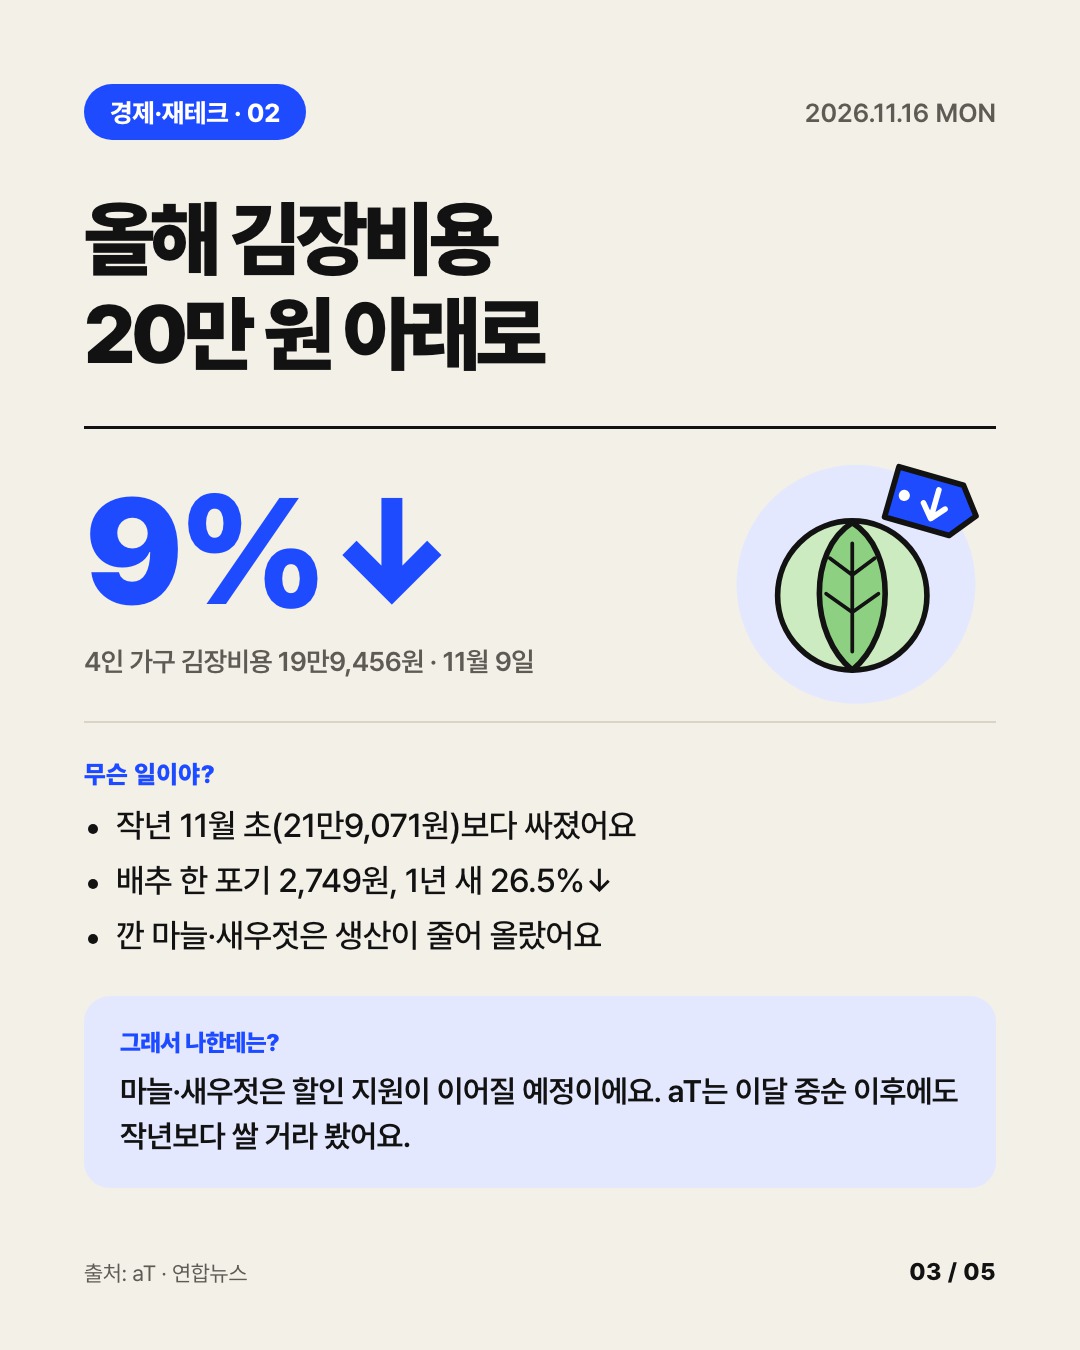 경제·재테크 · 02
2026.11.16 MON
올해 김장비용
20만 원 아래로
9%↓
4인 가구 김장비용 19만9,456원 · 11월 9일
무슨 일이야?
• 작년 11월 초(21만9,071원)보다 싸졌어요
• 배추 한 포기 2,749원, 1년 새 26.5%↓
• 깐 마늘·새우젓은 생산이 줄어 올랐어요
그래서 나한테는?
마늘·새우젓은 할인 지원이 이어질 예정이에요. aT는 이달 중순 이후에도
작년보다 쌀 거라 봤어요.
출처: aT · 연합뉴스
03 / 05